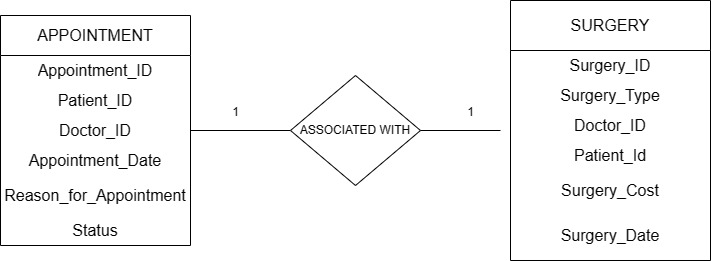 APPOINTMENT
Appointment_ID
Patient_ID
Doctor_ID
Appointment_Date
Reason_for_Appointment
Status
1
ASSOCIATED WITH
1
SURGERY
Surgery_ID
Surgery_Type
Doctor_ID
Patient_Id
Surgery_Cost
Surgery_Date